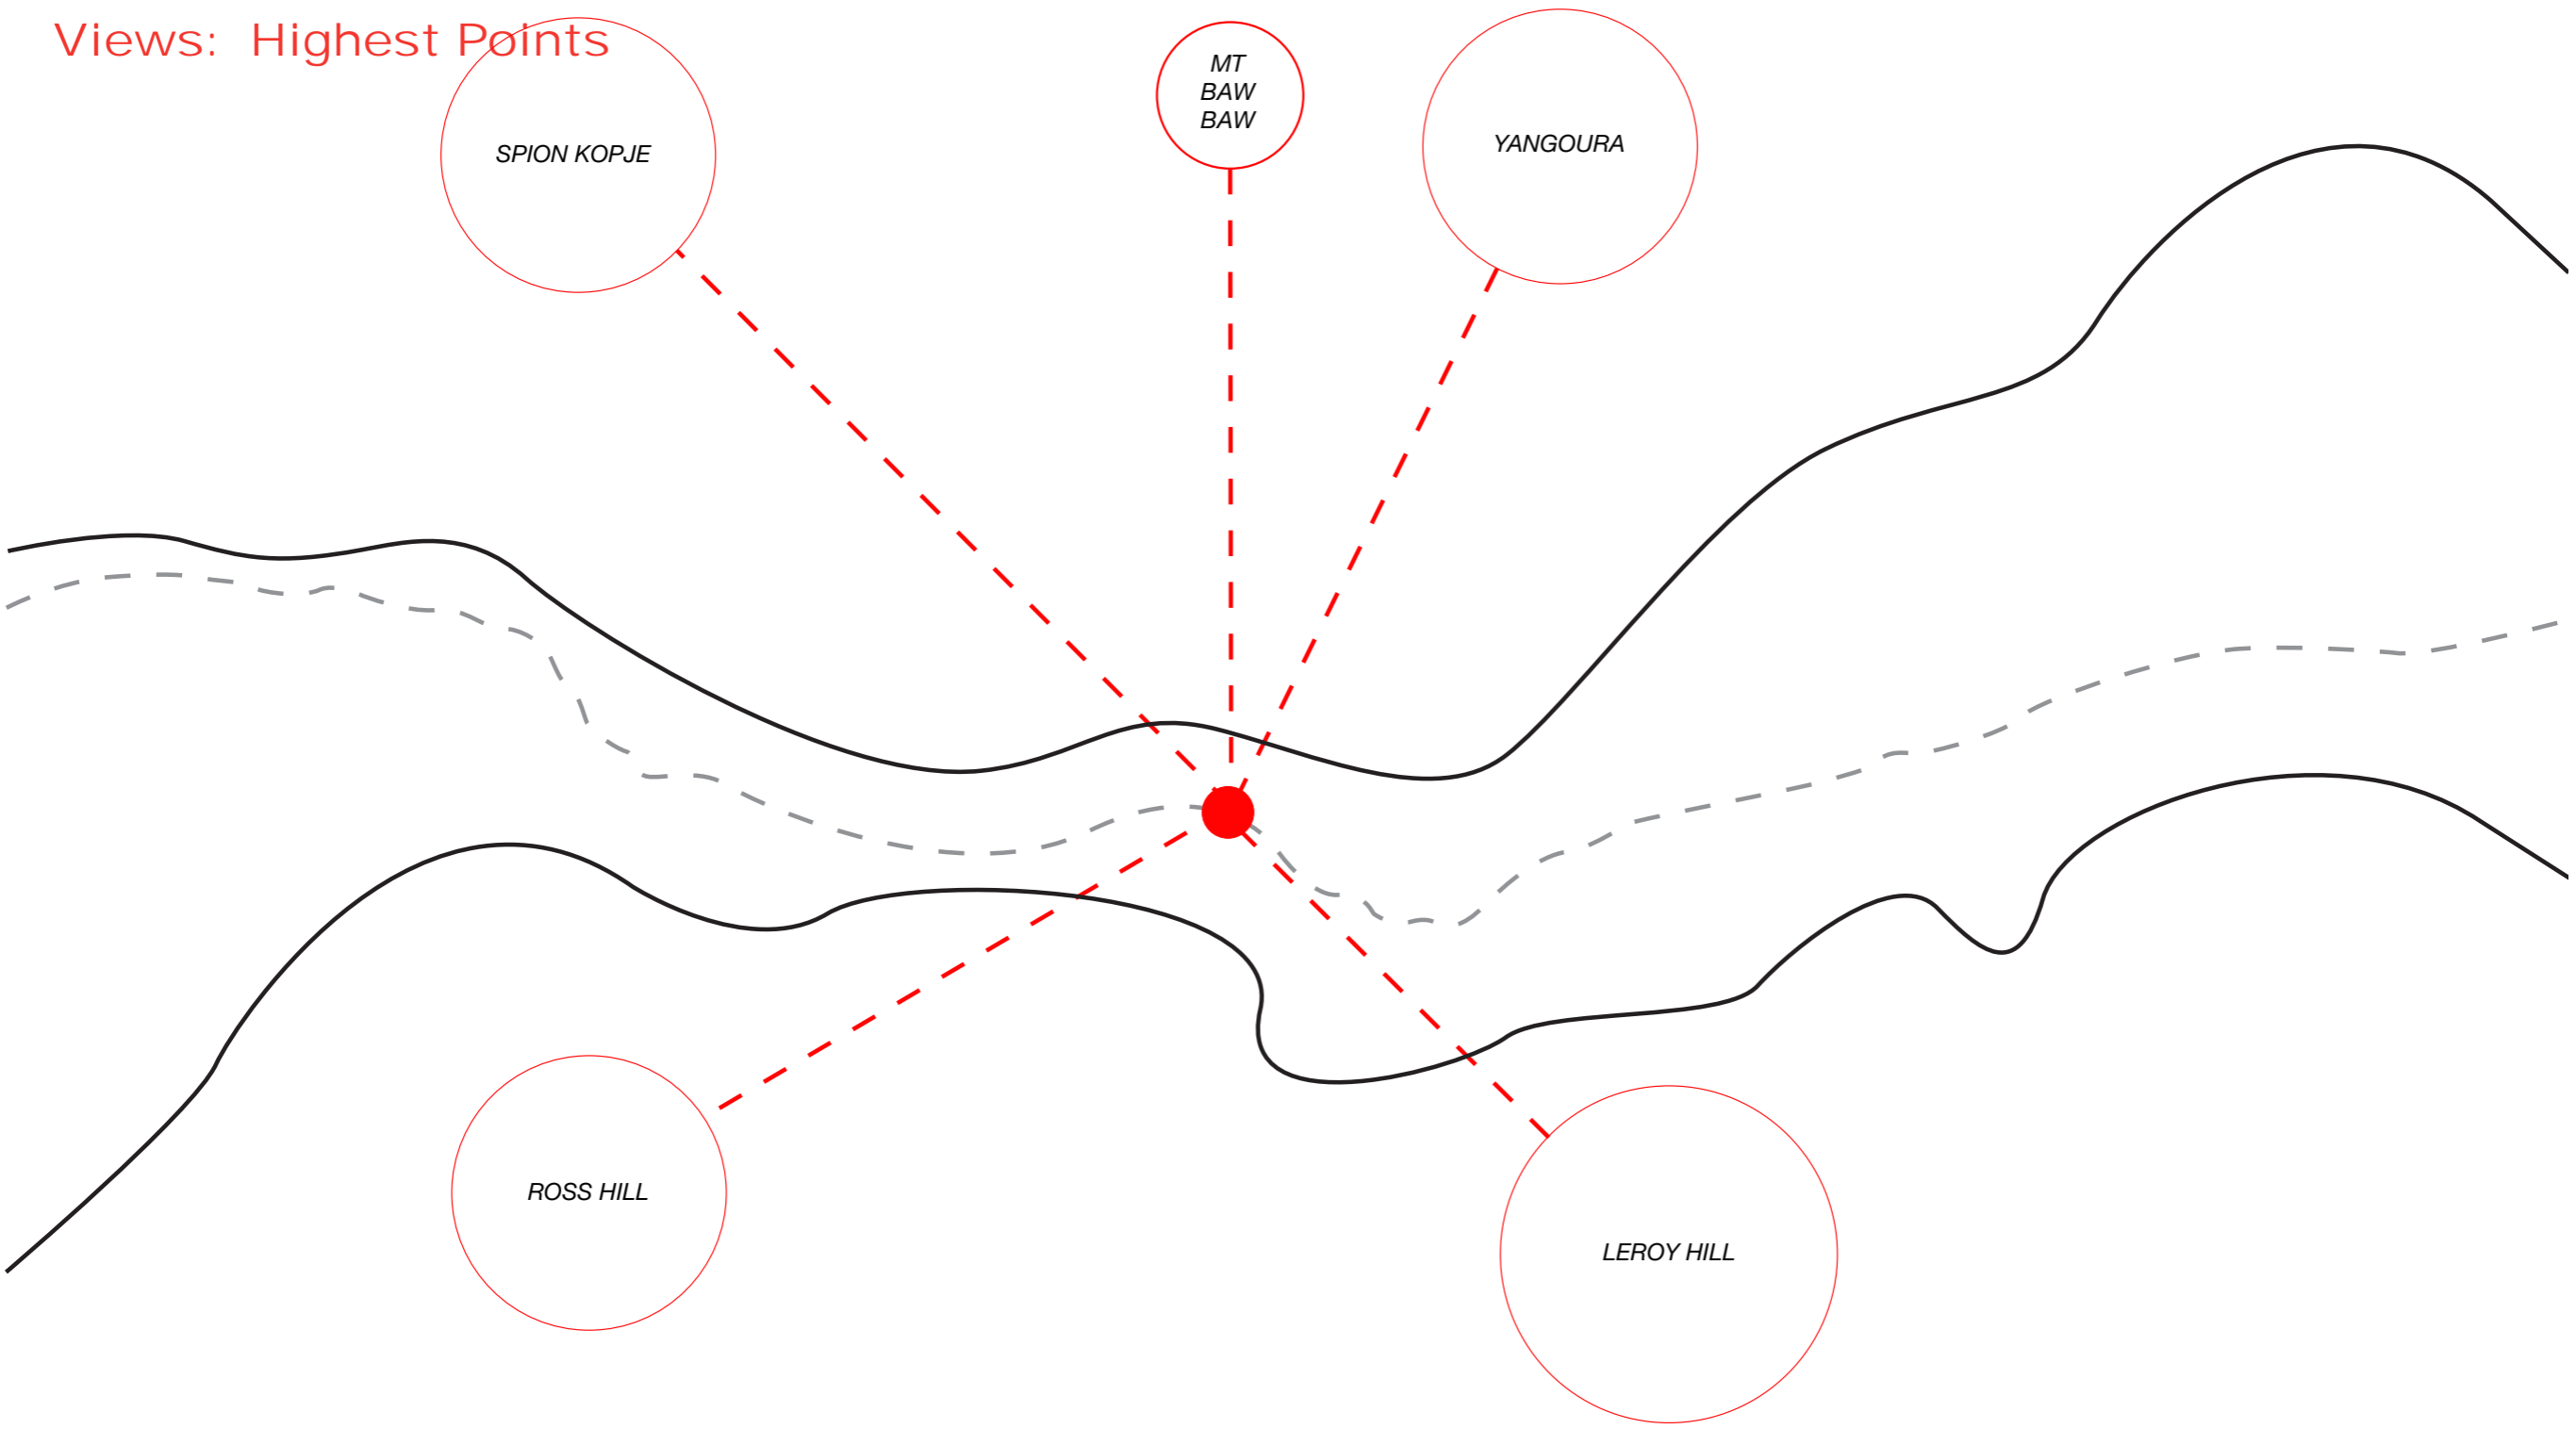 Views: Highest Points
SPION KOPJE
MT
BAW
BAW
YANGOURA
ROSS HILL
LEROY HILL